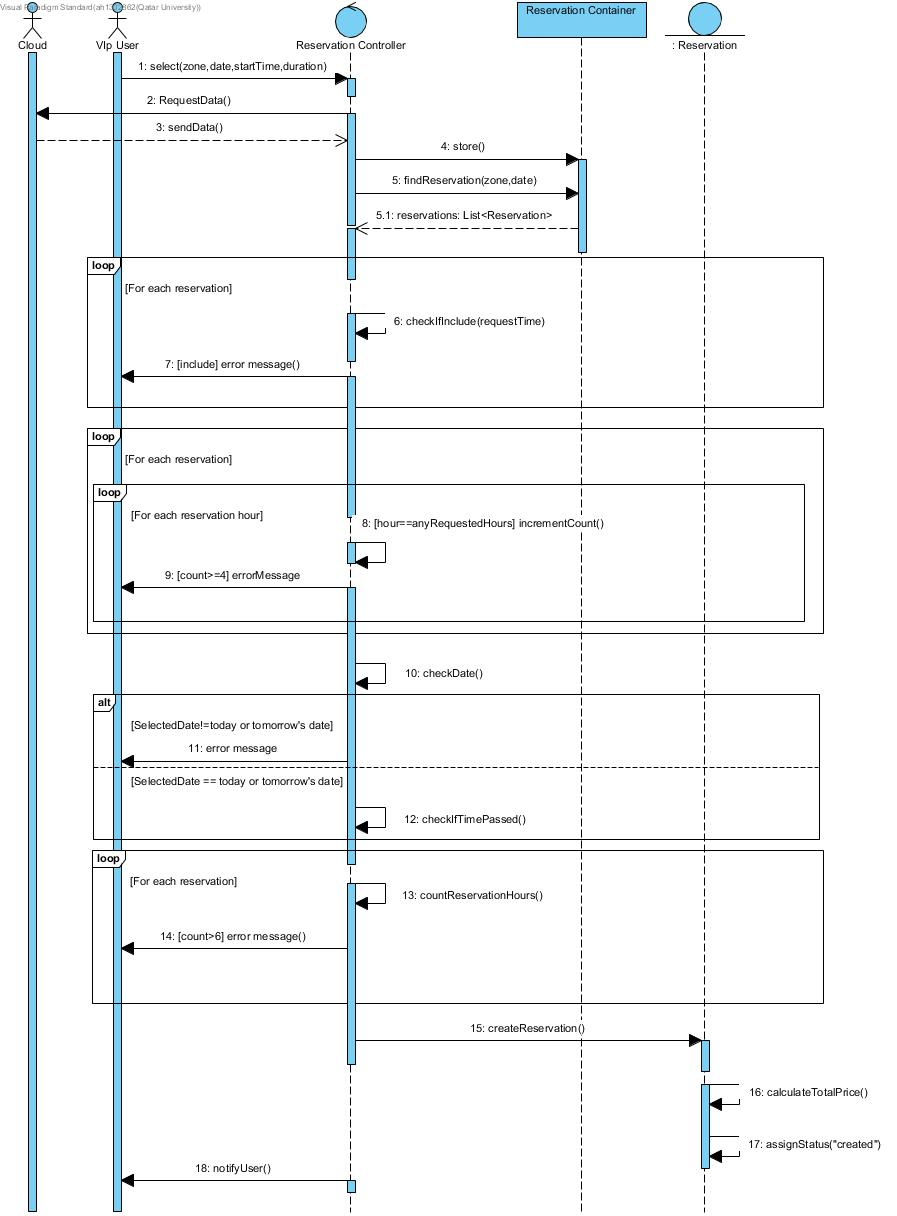 Visual Paradigm Standard(ah1302862(Qatar University))
Cloud
VIp User
Reservation Controller
Reservation Container
: Reservation
1: select(zone,date,startTime,duration)
2: RequestData()
3: sendData()
4: store()
5: findReservation(zone,date)
5.1: reservations: List<Reservation>
loop
[For each reservation]
6: checkIfInclude(requestTime)
7: [include] error message()
loop
[For each reservation]
loop
[For each reservation hour]
8: [hour==anyRequestedHours] incrementCount()
9: [count>=4] errorMessage
10: checkDate()
alt
[SelectedDate!=today or tomorrow's date]
11: error message
[SelectedDate == today or tomorrow's date]
12: checkIfTimePassed()
loop
[For each reservation]
13: countReservationHours()
14: [count>6] error message()
15: createReservation()
16: calculateTotalPrice()
17: assignStatus("created")
18: notifyUser()